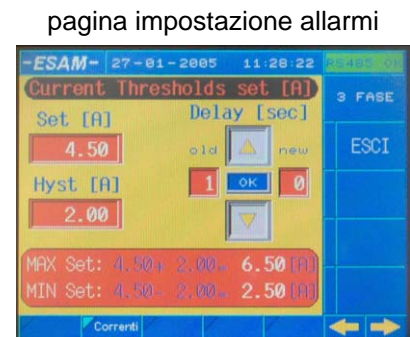 pagina impostazione allarmi
-ESAM- 27-01-2005 11:28:22 RS485 OK
Current Thresholds set [A]
3 FASE
Set [A] Delay [sec]
4.50 old new ESCI
Hyst [A] 1 OK 0
2.00
MAX Set: 4.50+ 2.00= 6.50[A]
MIN Set: 4.50- 2.00= 2.50[A]
Correnti